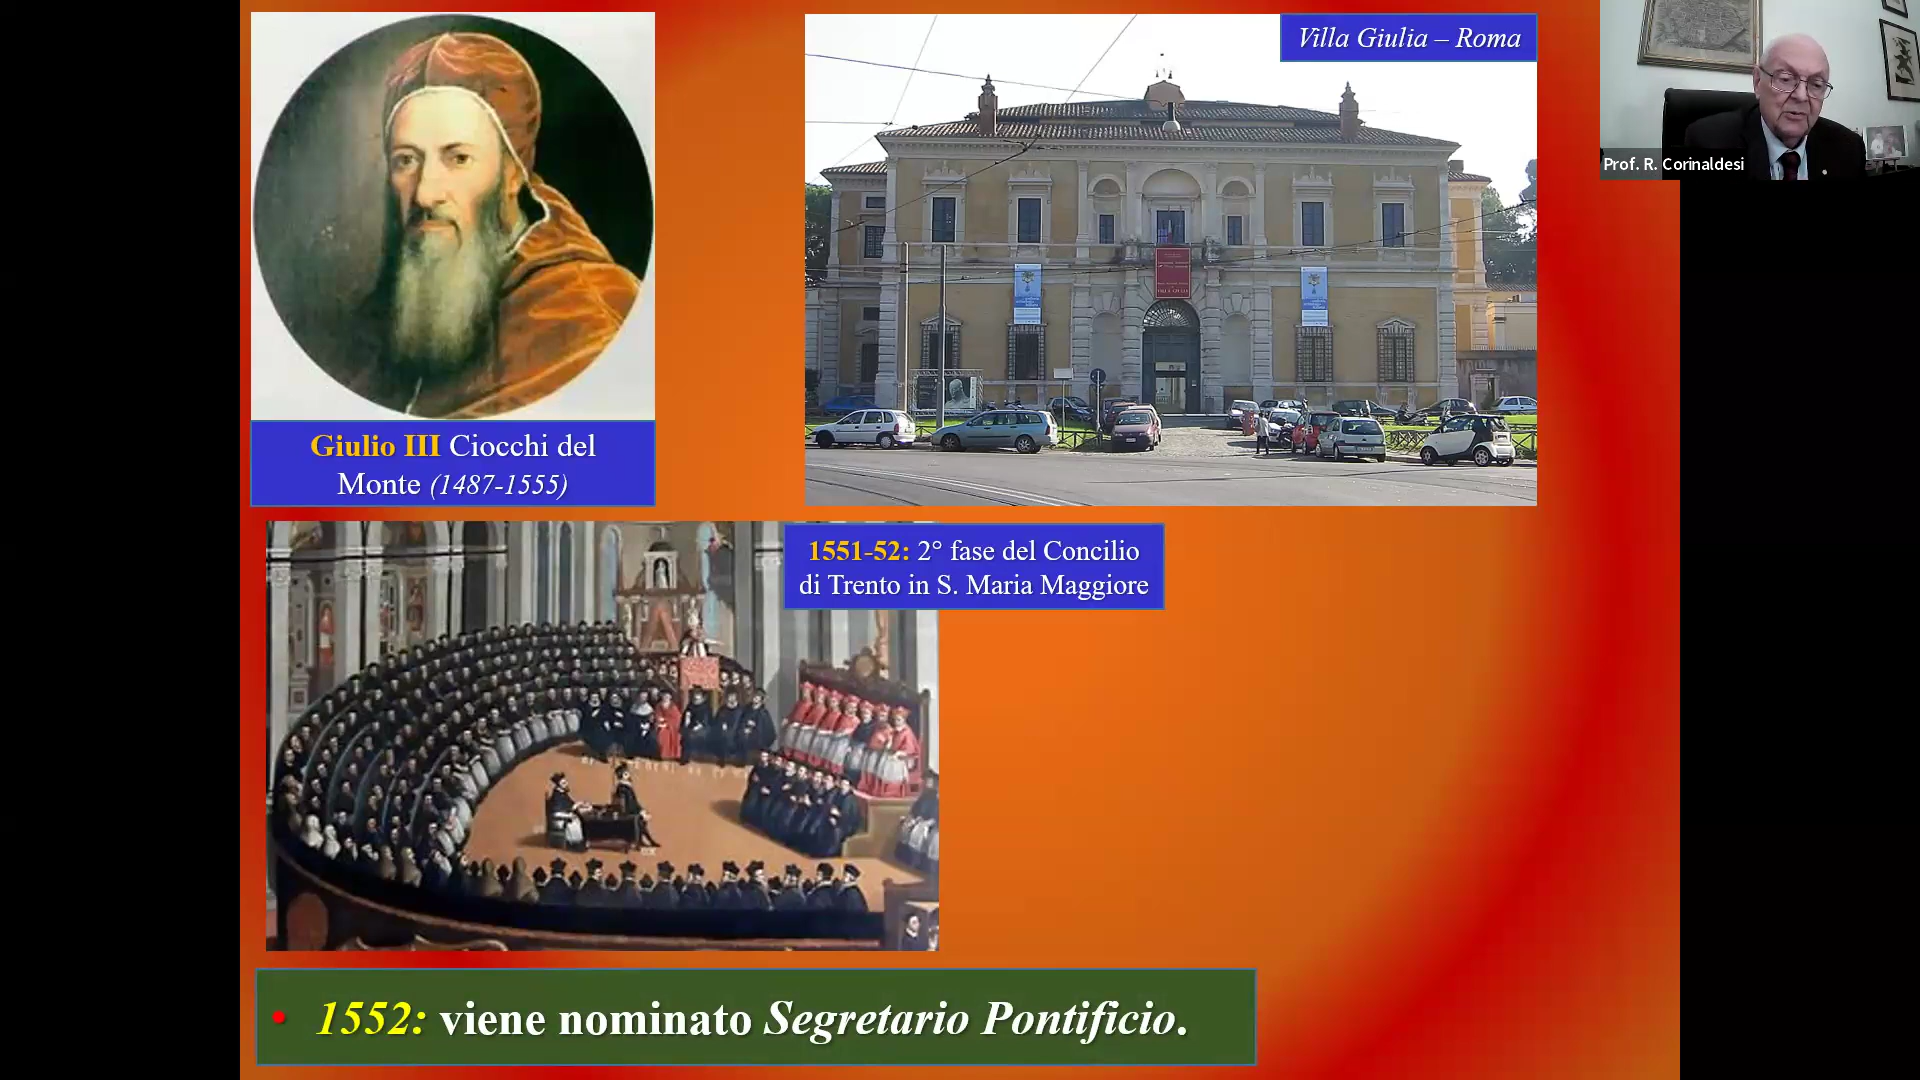 Villa Giulia – Roma
Prof. R. Corinaldesi
Giulio III Ciocchi del
Monte (1487-1555)
1551-52: 2° fase del Concilio
di Trento in S. Maria Maggiore
• 1552: viene nominato Segretario Pontificio.